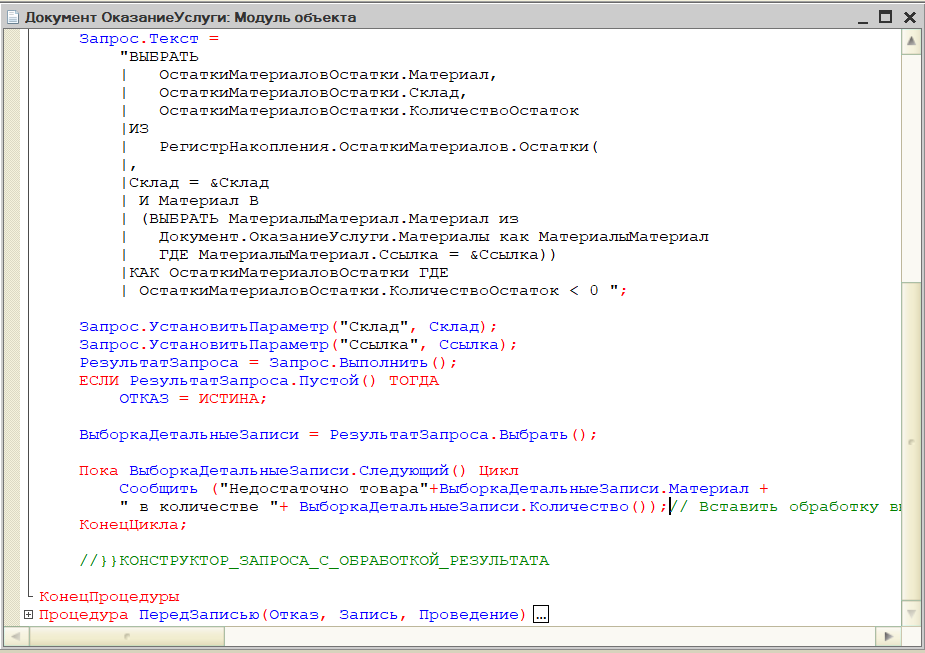 Документ ОказаниеУслуги: Модуль объекта
Запрос.Текст =
"ВЫБРАТЬ
| ОстаткиМатериаловОстатки.Материал,
| ОстаткиМатериаловОстатки.Склад,
| ОстаткиМатериаловОстатки.КоличествоОстаток
|ИЗ
| РегистрНакопления.ОстаткиМатериалов.Остатки(
|,
|Склад = &Склад
| И Материал В
| (ВЫБРАТЬ МатериалыМатериал.Материал из
| Документ.ОказаниеУслуги.Материалы как МатериалыМатериал
| ГДЕ МатериалыМатериал.Ссылка = &Ссылка))
|КАК ОстаткиМатериаловОстатки ГДЕ
| ОстаткиМатериаловОстатки.КоличествоОстаток < 0 ";
Запрос.УстановитьПараметр("Склад", Склад);
Запрос.УстановитьПараметр("Ссылка", Ссылка);
РезультатЗапроса = Запрос.Выполнить();
ЕСЛИ РезультатЗапроса.Пустой() ТОГДА
ОТКАЗ = ИСТИНА;
ВыборкаДетальныеЗаписи = РезультатЗапроса.Выбрать();
Пока ВыборкаДетальныеЗаписи.Следующий() Цикл
Сообщить ("Недостаточно товара"+ВыборкаДетальныеЗаписи.Материал +
" в количестве "+ ВыборкаДетальныеЗаписи.Количество());// Вставить обработку
КонецЦикла;
//}}КОНСТРУКТОР_ЗАПРОСА_С_ОБРАБОТКОЙ_РЕЗУЛЬТАТА
КонецПроцедуры
Процедура ПередЗаписью(Отказ, Запись, Проведение) ...